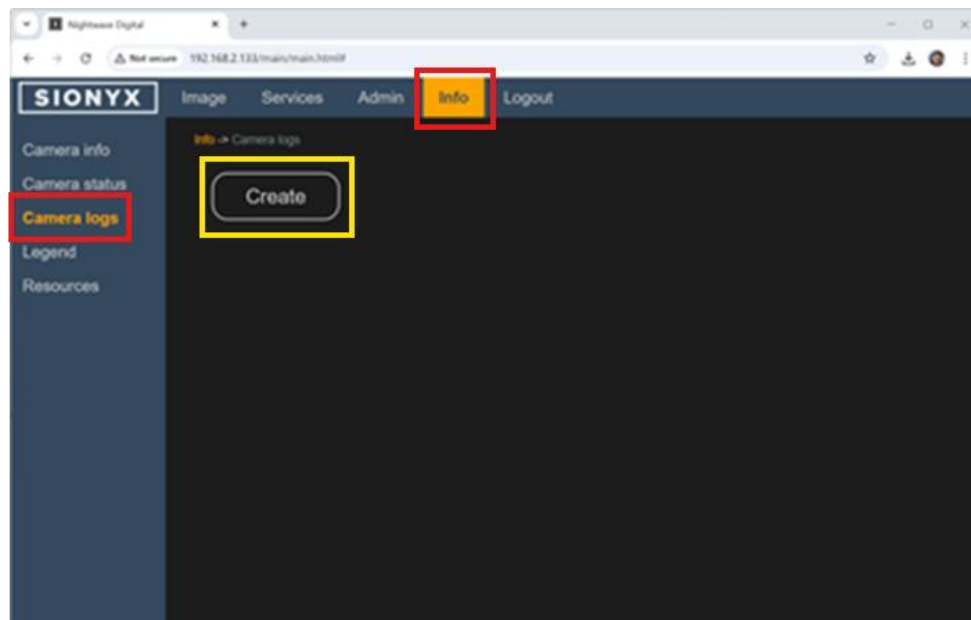 Nightwave Digital
Not secure 192.168.2.133/main/main.html#
SIONYX Image Services Admin Info Logout
Info -> Camera logs
Camera info
Camera status
Camera logs
Legend
Resources
Create